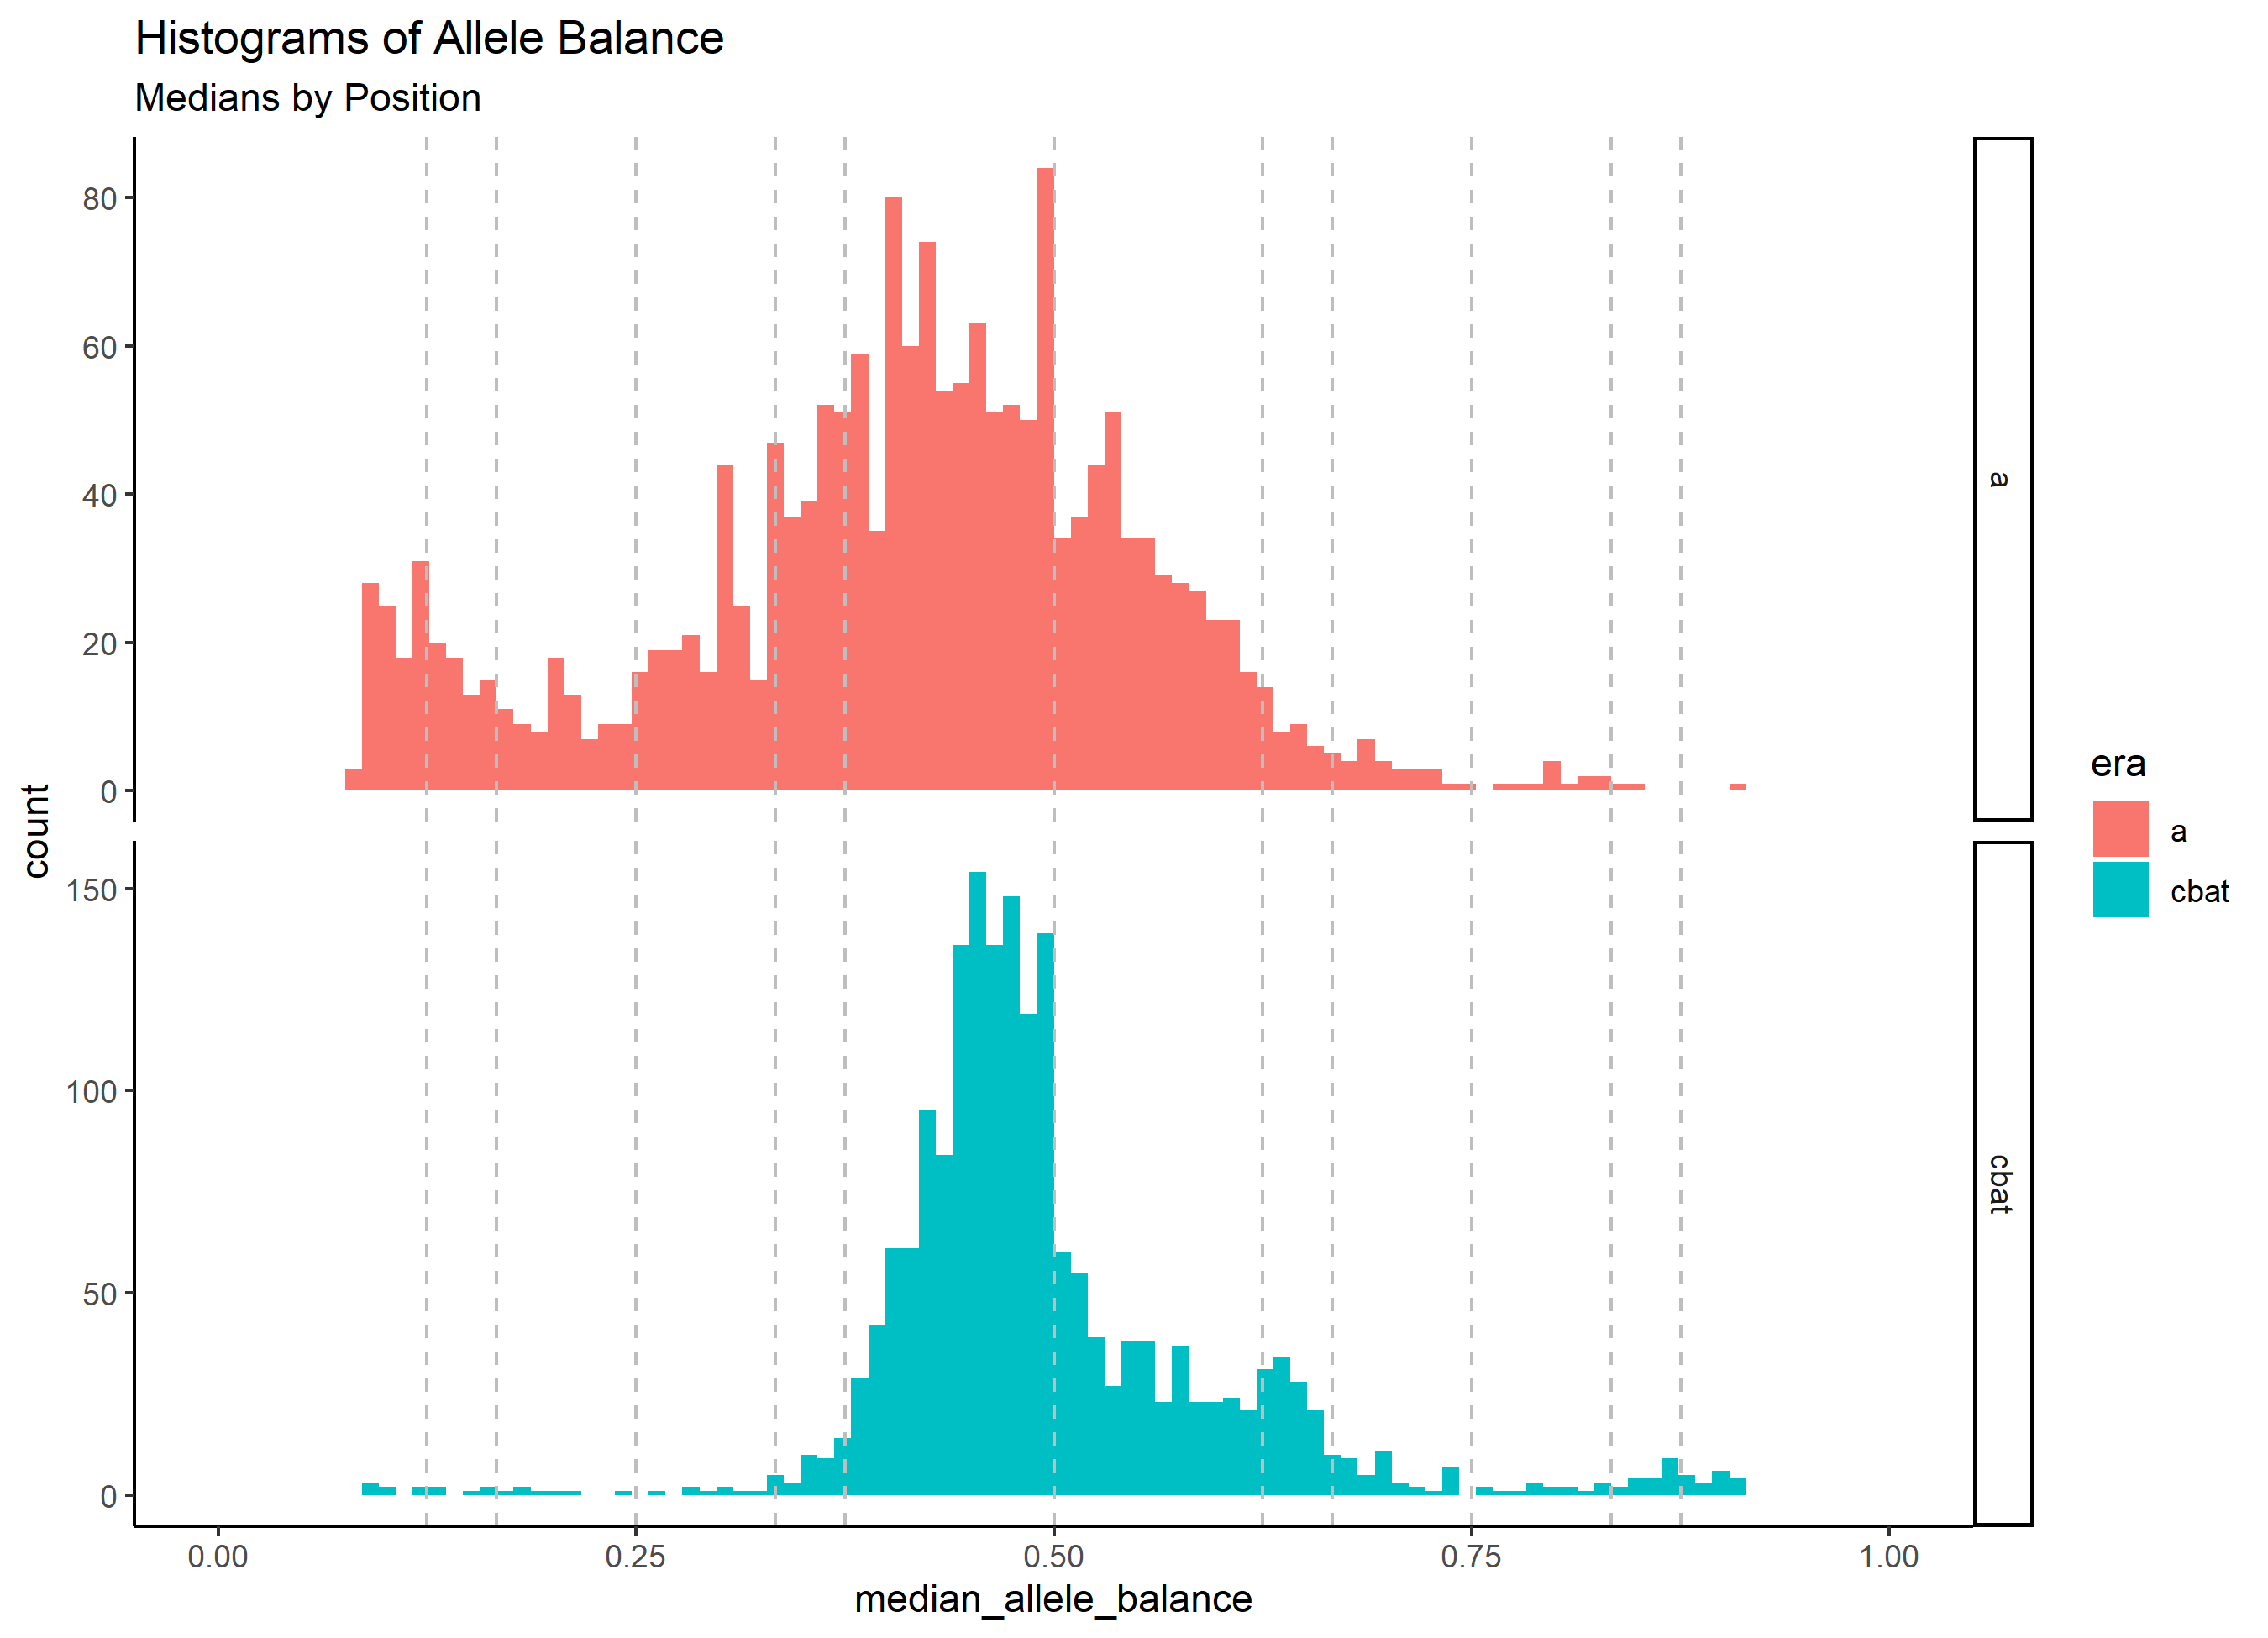 Histograms of Allele Balance
Medians by Position
80
60
40
20
0
a
count
150
100
50
0
cbat
0.00 0.25 0.50 0.75 1.00
median_allele_balance
era
a
cbat